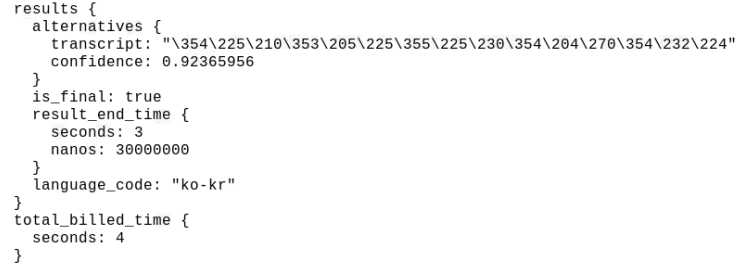 results {
alternatives {
transcript: "\354\225\210\353\205\225\355\225\230\354\204\270\354\232\224"
confidence: 0.92365956
}
is_final: true
result_end_time {
seconds: 3
nanos: 30000000
}
language_code: "ko-kr"
}
total_billed_time {
seconds: 4
}